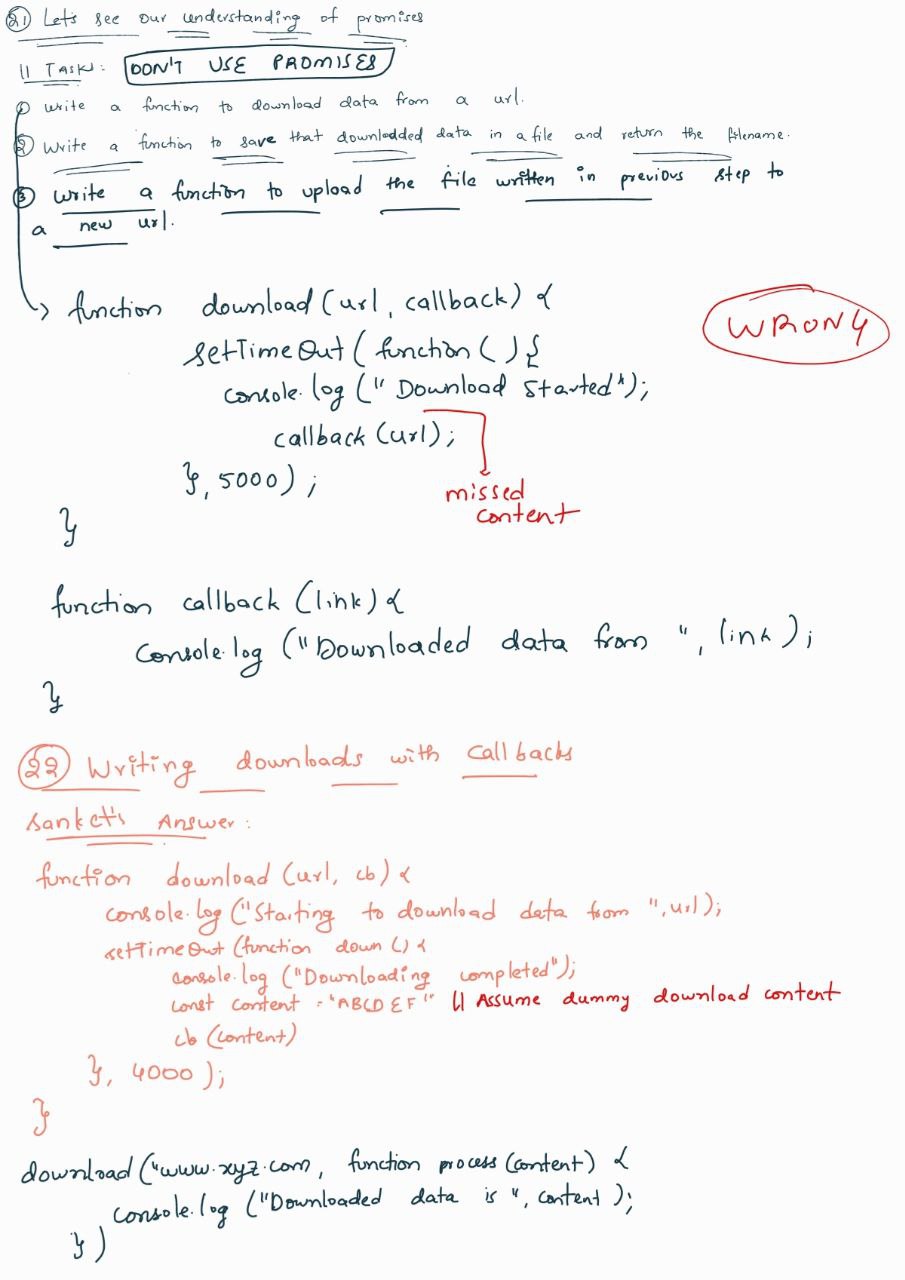 21 Lets see our understanding of promises
// Task: DON'T USE PROMISES
① Write a function to download data from a url.
② Write a function to save that downloded data in a file and return the filename.
③ Write a function to upload the file written in previous step to
a new url.
function download (url, callback) {
setTimeOut (function () {
console.log ("Download Started");
callback (url);
}, 5000);
}
WRONG
missed
content
function callback (link) {
console.log ("Downloaded data from ", link);
}
22 Writing downloads with Callbacks
Sanket's Answer:
function download (url, cb) {
console.log ("Starting to download data from ", url);
setTimeOut (function down () {
console.log ("Downloading completed");
const content = "ABCDEF" // Assume dummy download content
cb (content)
}, 4000);
}
download ("www.xyz.com, function process (content) {
console.log ("Downloaded data is ", content);
})